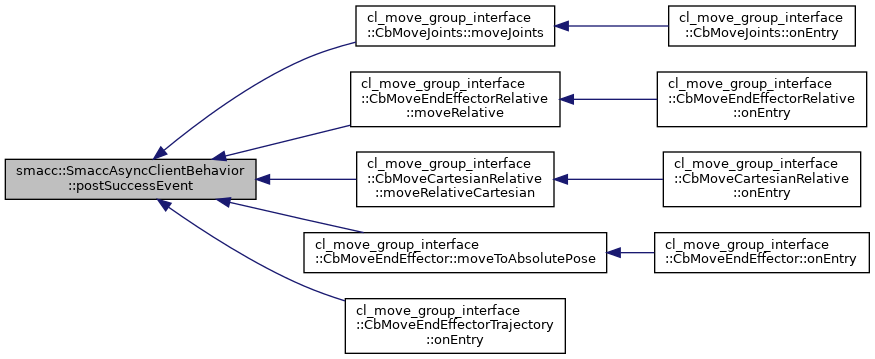 cl_move_group_interface
::CbMoveJoints::moveJoints
cl_move_group_interface
::CbMoveJoints::onEntry
cl_move_group_interface
::CbMoveEndEffectorRelative
::moveRelative
cl_move_group_interface
::CbMoveEndEffectorRelative
::onEntry
smacc::SmaccAsyncClientBehavior
::postSuccessEvent
cl_move_group_interface
::CbMoveCartesianRelative
::moveRelativeCartesian
cl_move_group_interface
::CbMoveCartesianRelative
::onEntry
cl_move_group_interface
::CbMoveEndEffector::moveToAbsolutePose
cl_move_group_interface
::CbMoveEndEffector::onEntry
cl_move_group_interface
::CbMoveEndEffectorTrajectory
::onEntry